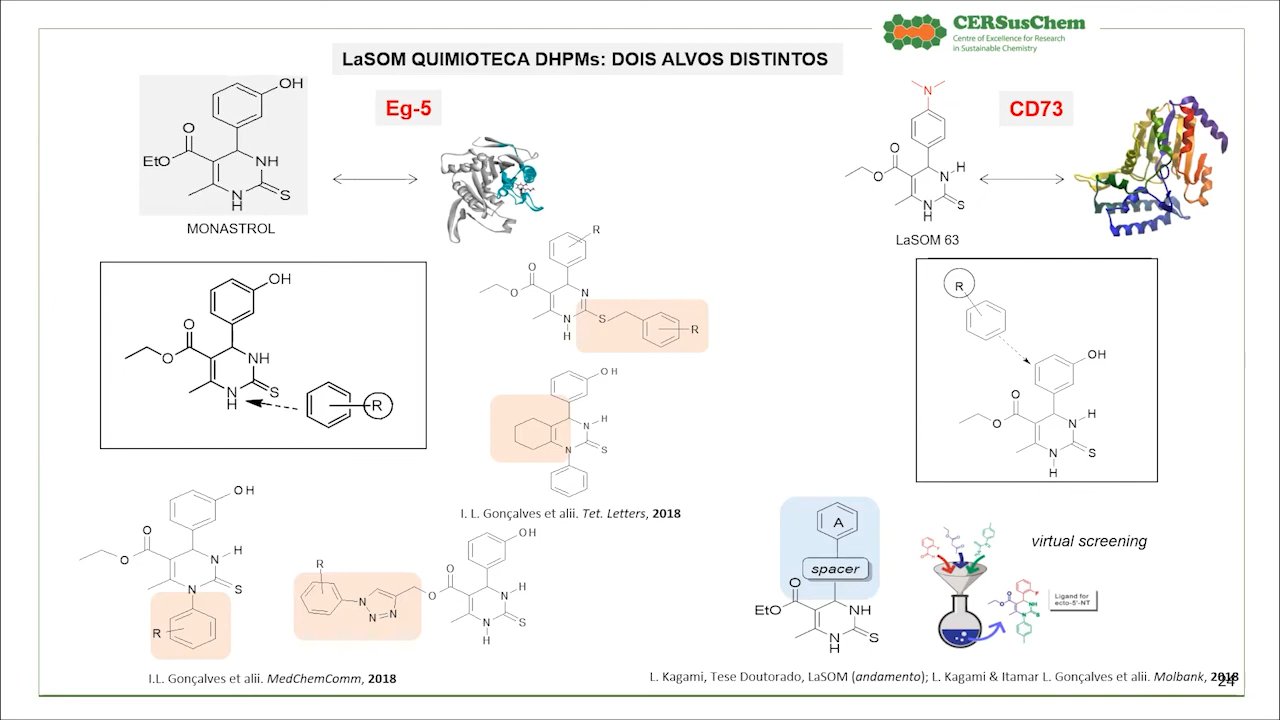 CERSusChem
Centre of Excellence for Research
in Sustainable Chemistry
LaSOM QUIMIOTECA DHPMs: DOIS ALVOS DISTINTOS
Eg-5
CD73
OH
O
EtO
NH
N
H
S
MONASTROL
N
O
O
H
N
N
H
S
LaSOM 63
R
O
O
N
N
H
S
R
OH
O
O
NH
N
H
S
R
OH
H
N
N
S
R
OH
O
O
H
N
N
H
S
I. L. Gonçalves et alii. Tet. Letters, 2018
OH
O
O
H
N
N
S
R
R
N
N=N
O
O
OH
H
N
N
H
S
A
spacer
O
EtO
NH
N
H
S
virtual screening
Ligand for
ecto-5'-NT
I.L. Gonçalves et alii. MedChemComm, 2018
L. Kagami, Tese Doutorado, LaSOM (andamento); L. Kagami & Itamar L. Gonçalves et alii. Molbank, 2018
24